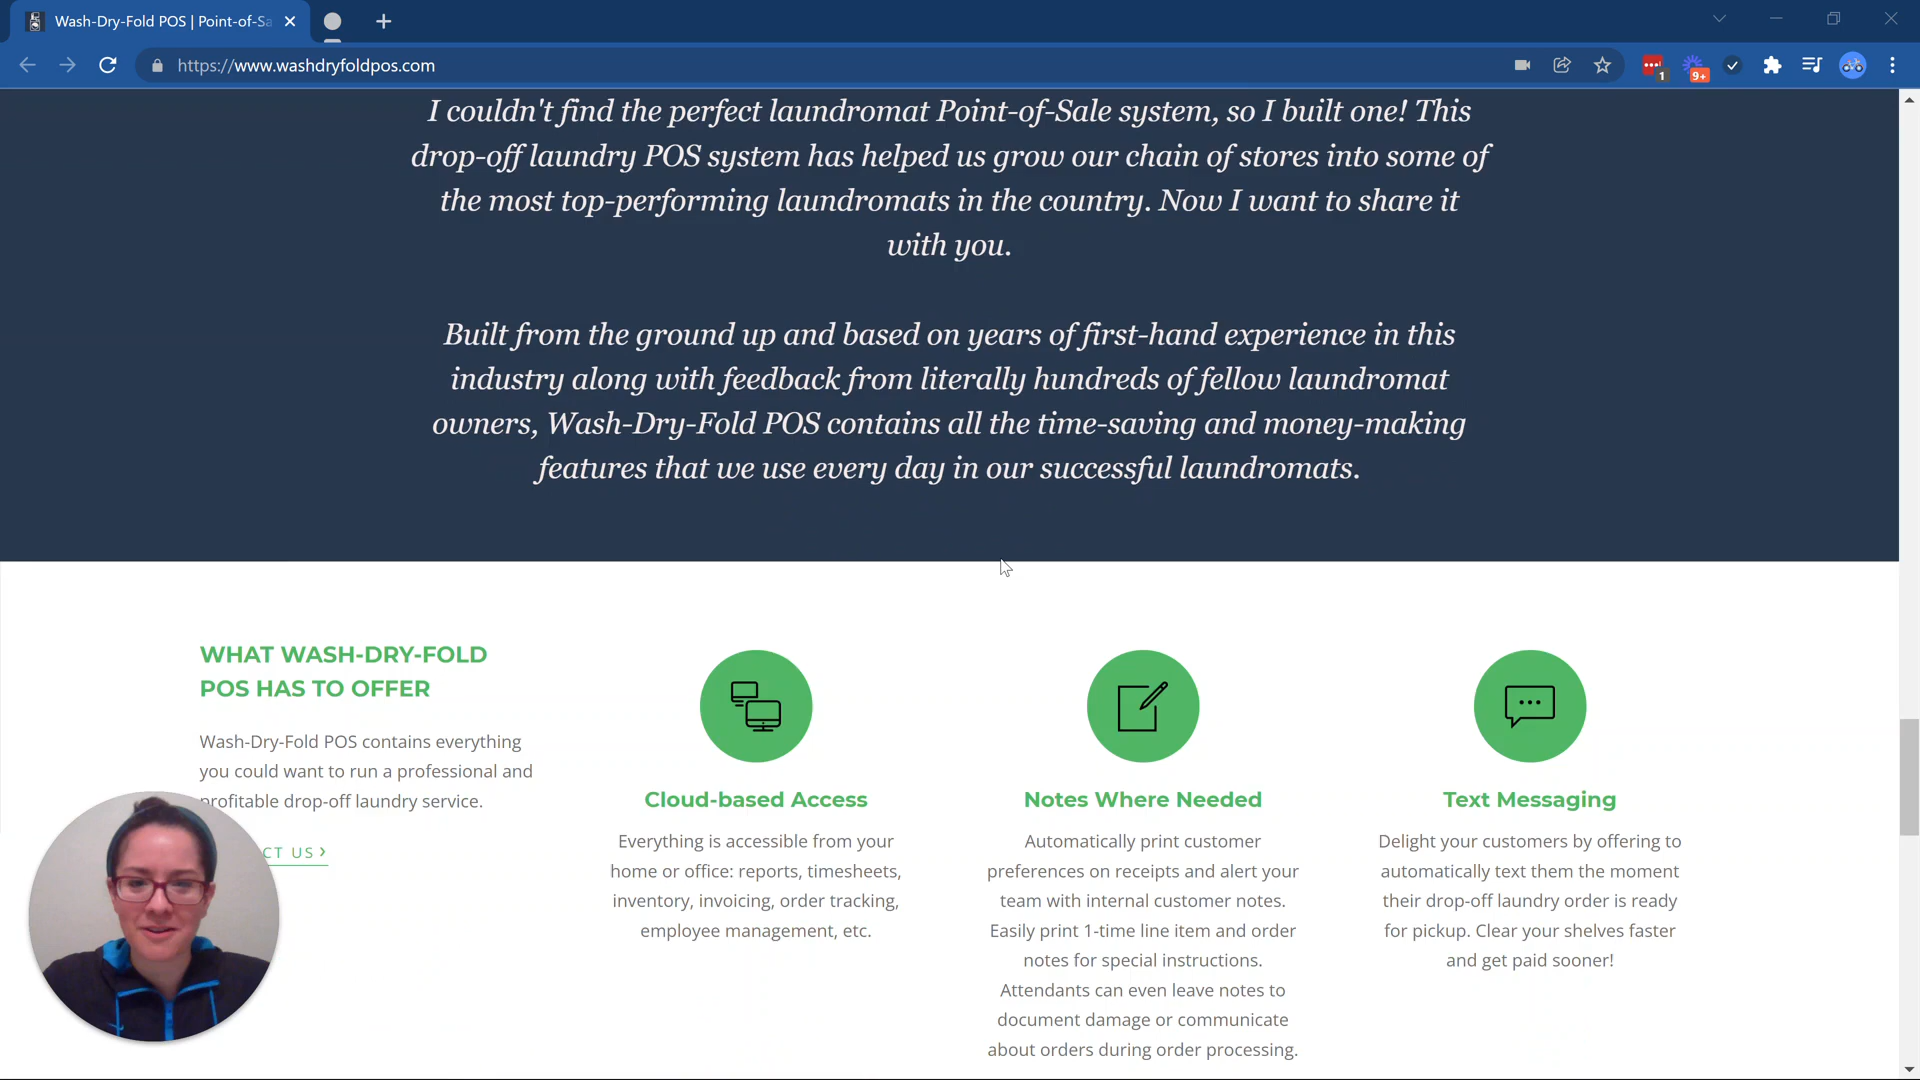 Wash-Dry-Fold POS | Point-of-Sa
https://www.washdryfoldpos.com
1
9+
I couldn't find the perfect laundromat Point-of-Sale system, so I built one! This
drop-off laundry POS system has helped us grow our chain of stores into some of
the most top-performing laundromats in the country. Now I want to share it
with you.
Built from the ground up and based on years of first-hand experience in this
industry along with feedback from literally hundreds of fellow laundromat
owners, Wash-Dry-Fold POS contains all the time-saving and money-making
features that we use every day in our successful laundromats.
WHAT WASH-DRY-FOLD
POS HAS TO OFFER
Wash-Dry-Fold POS contains everything
you could want to run a professional and
profitable drop-off laundry service.
CT US ›
Cloud-based Access
Everything is accessible from your
home or office: reports, timesheets,
inventory, invoicing, order tracking,
employee management, etc.
Notes Where Needed
Automatically print customer
preferences on receipts and alert your
team with internal customer notes.
Easily print 1-time line item and order
notes for special instructions.
Attendants can even leave notes to
document damage or communicate
about orders during order processing.
Text Messaging
Delight your customers by offering to
automatically text them the moment
their drop-off laundry order is ready
for pickup. Clear your shelves faster
and get paid sooner!